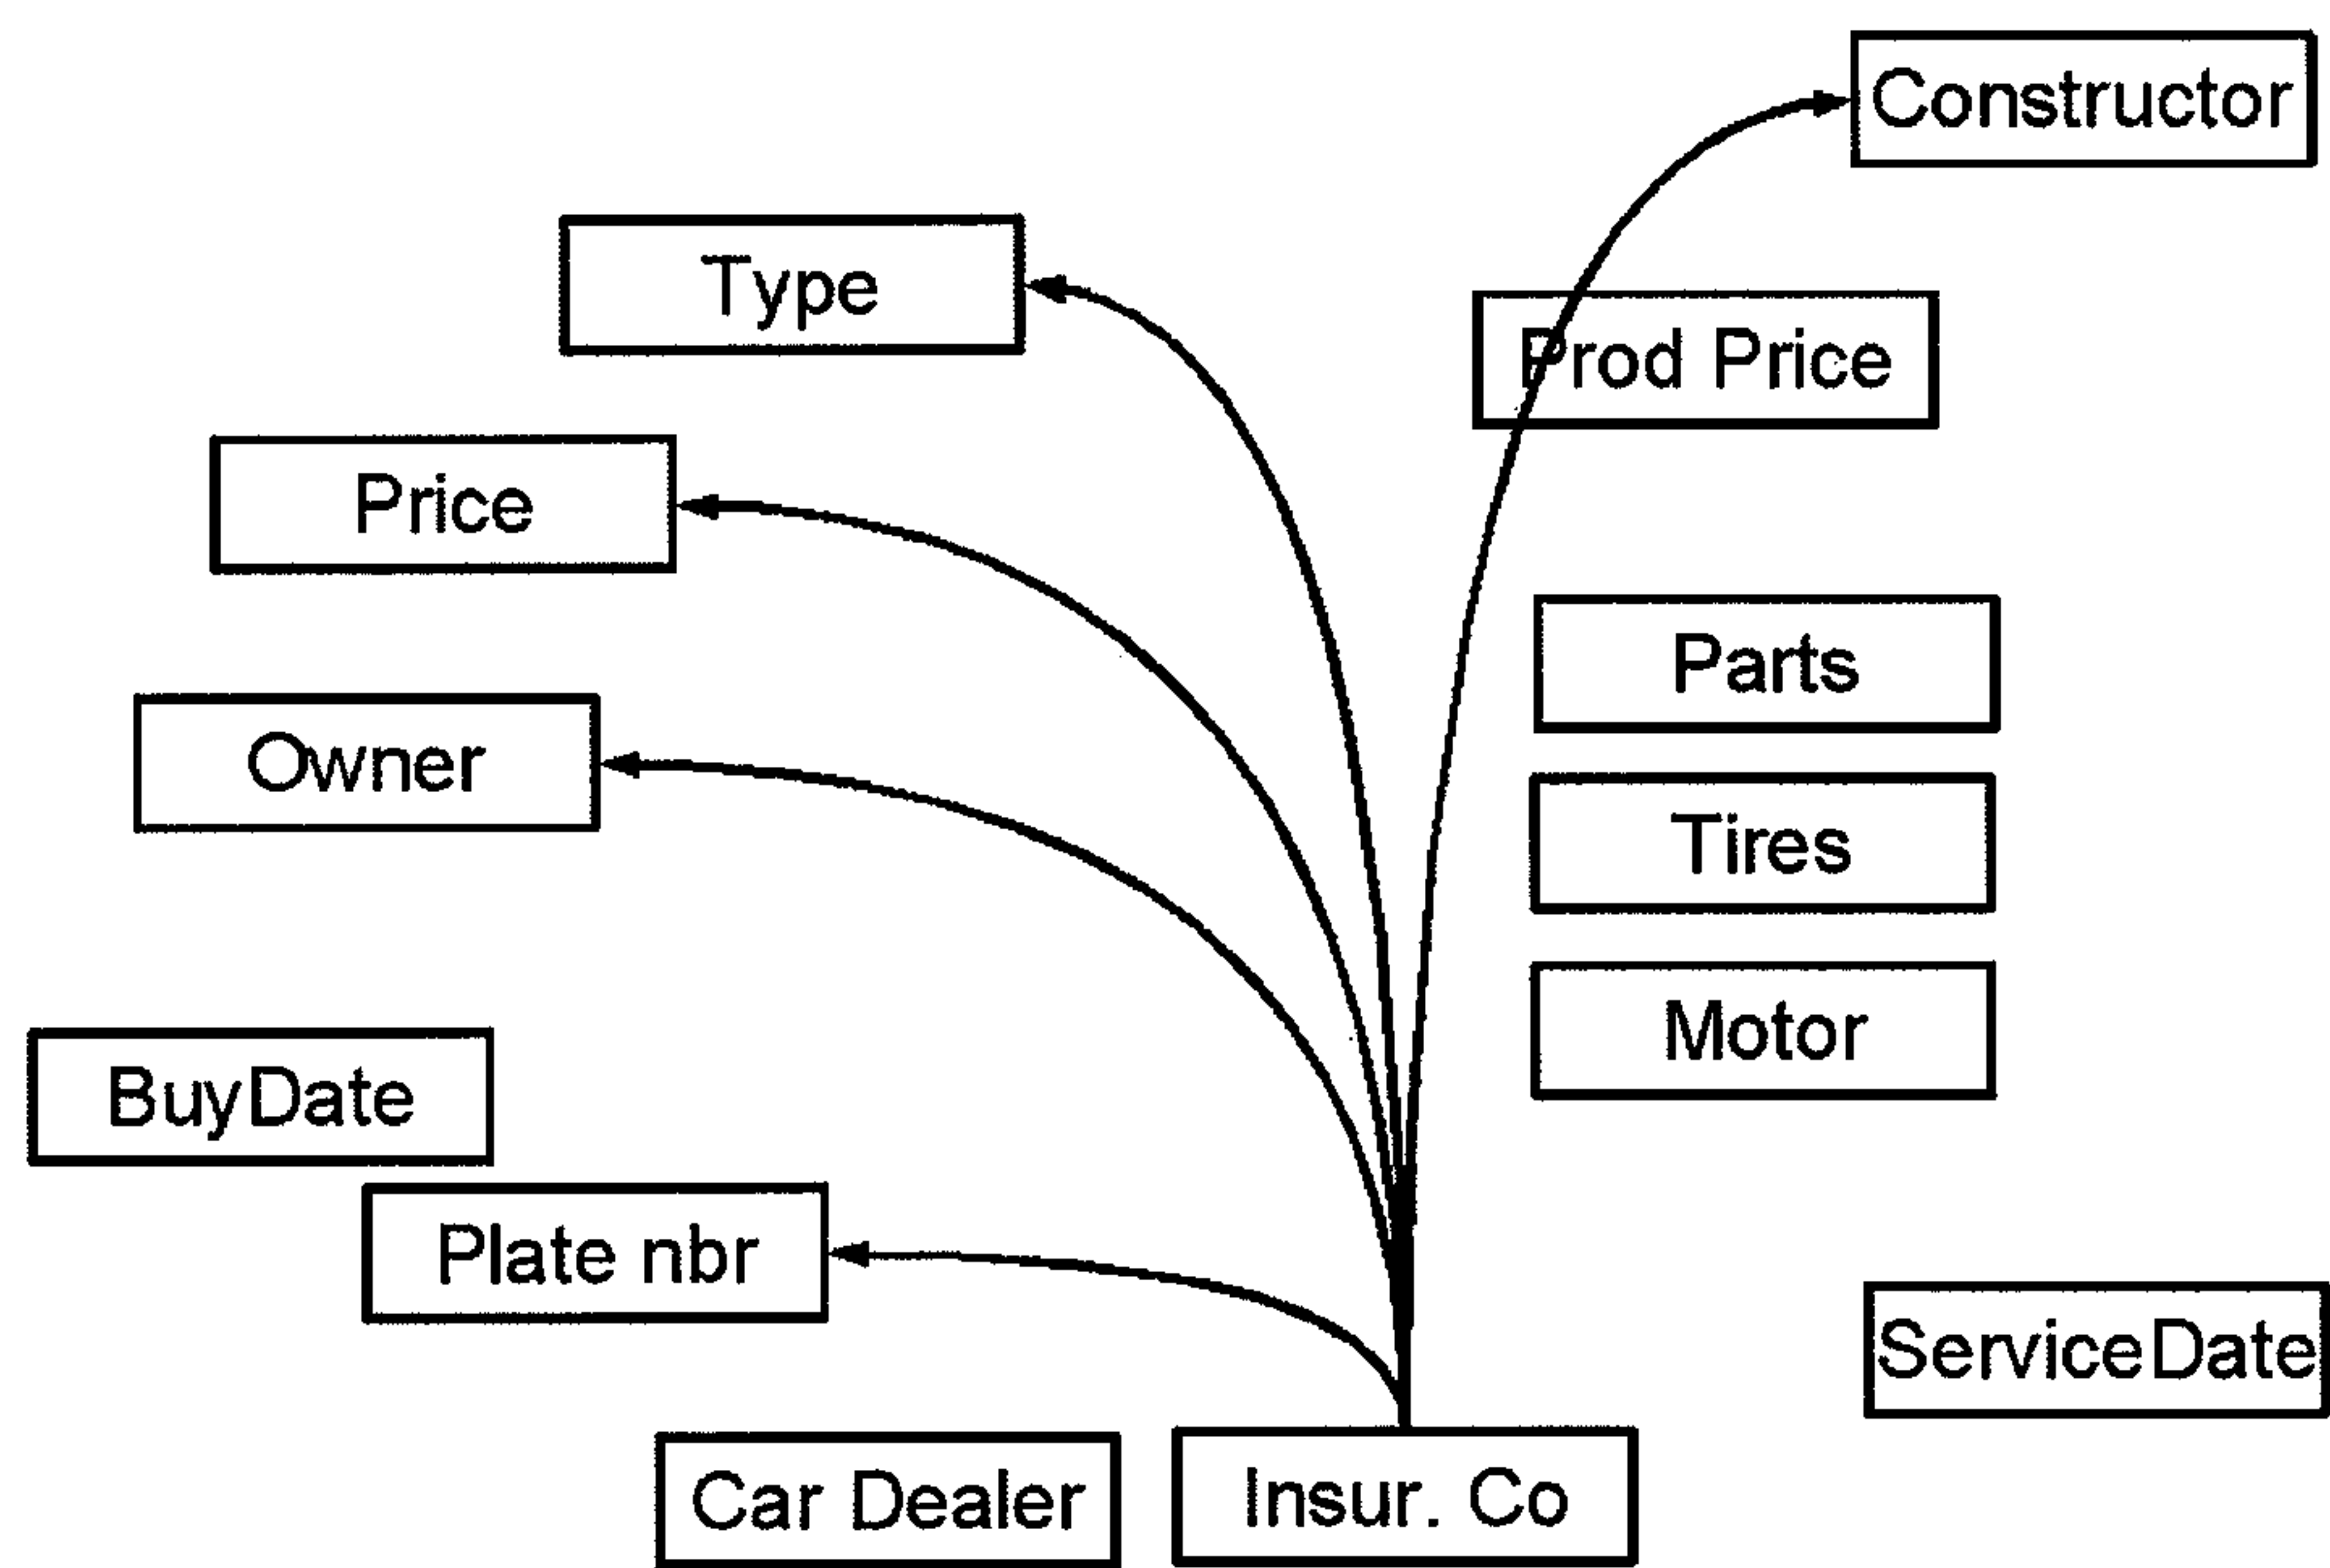 Constructor
Type
Prod Price
Price
Parts
Owner
Tires
Motor
BuyDate
Plate nbr
ServiceDate
Car Dealer
Insur. Co